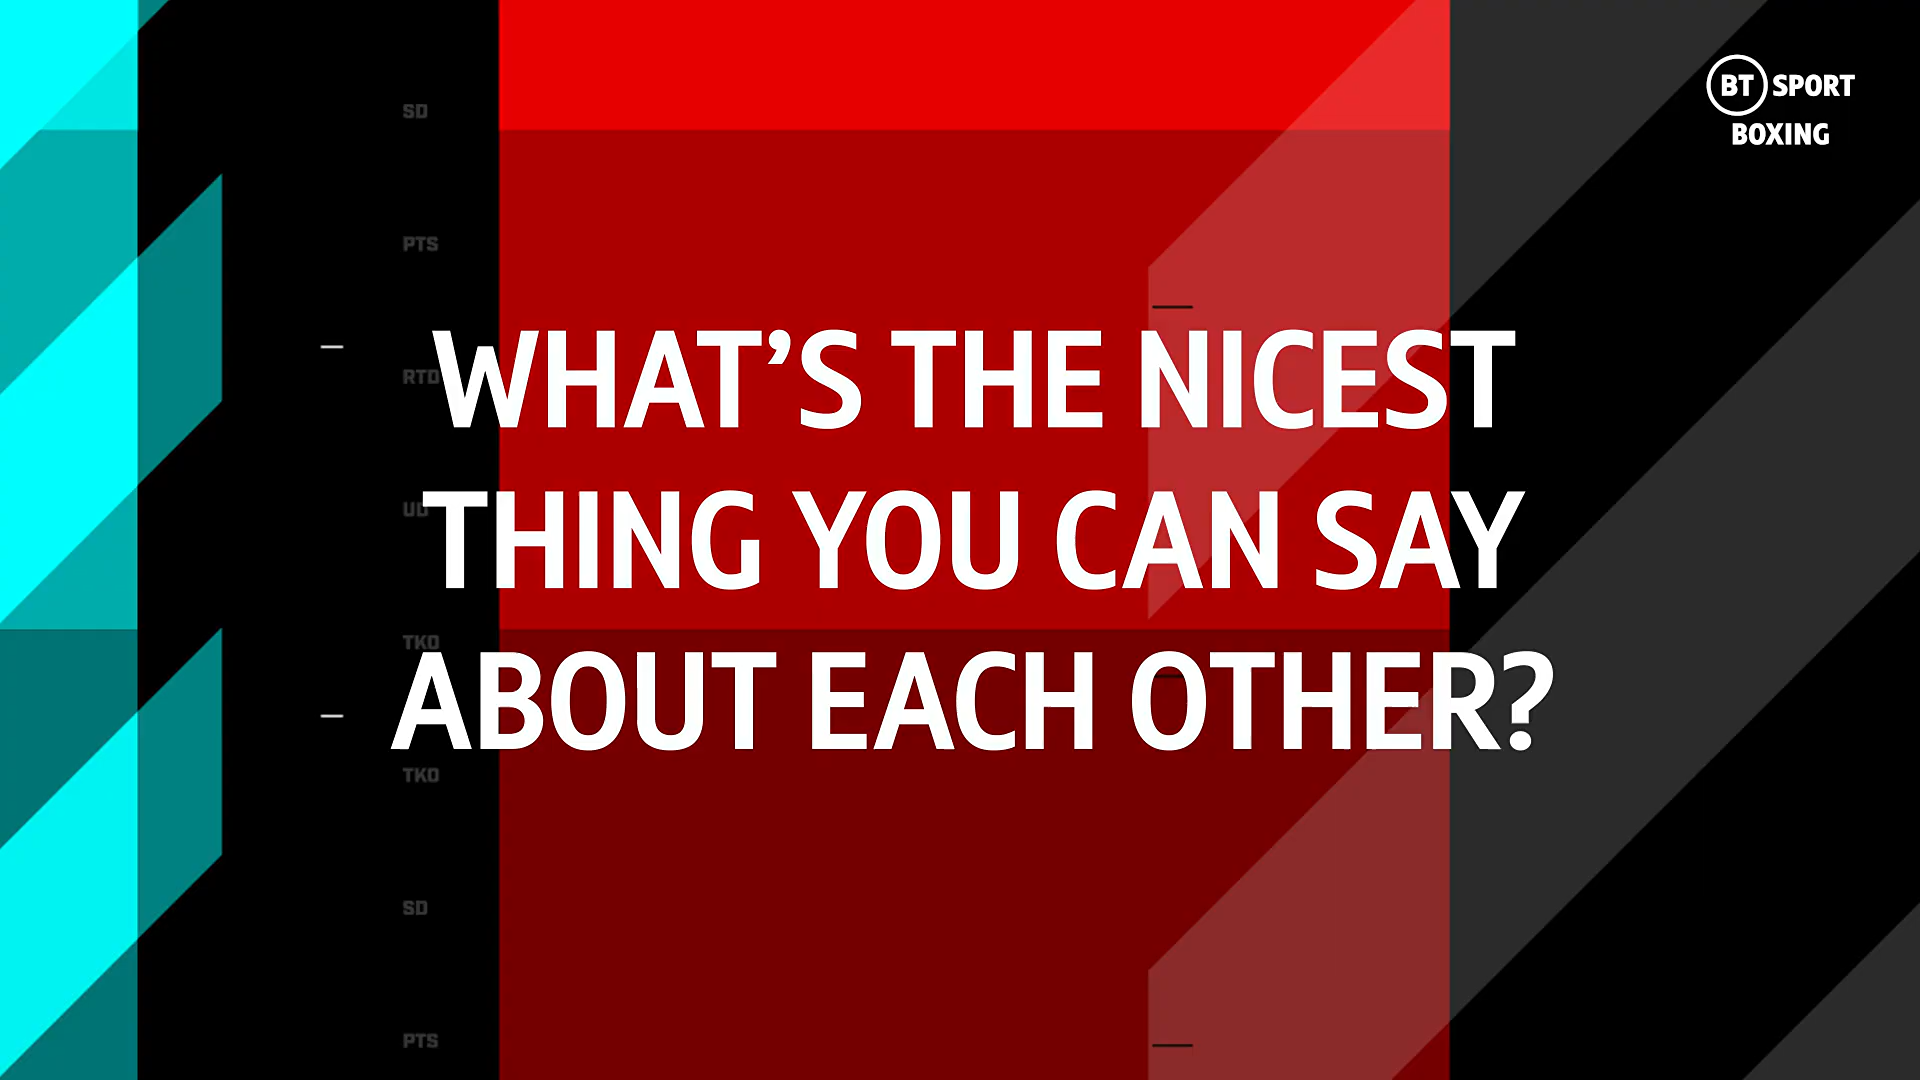 BT SPORT
BOXING
SD
PTS
RTD
WHAT’S THE NICEST
UD
THING YOU CAN SAY
TKO
ABOUT EACH OTHER?
TKO
SD
PTS